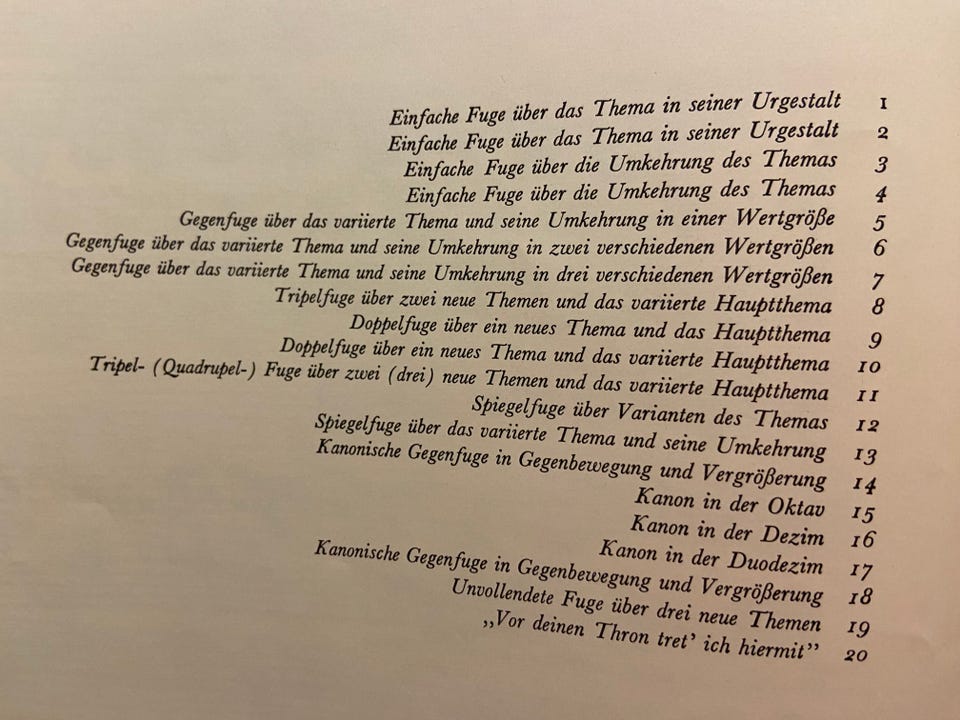 Einfache Fuge über das Thema in seiner Urgestalt 1
Einfache Fuge über das Thema in seiner Urgestalt 2
Einfache Fuge über die Umkehrung des Themas 3
Einfache Fuge über die Umkehrung des Themas 4
Gegenfuge über das variierte Thema und seine Umkehrung in einer Wertgröße 5
Gegenfuge über das variierte Thema und seine Umkehrung in zwei verschiedenen Wertgrößen 6
Gegenfuge über das variierte Thema und seine Umkehrung in drei verschiedenen Wertgrößen 7
Tripelfuge über zwei neue Themen und das variierte Hauptthema 8
Doppelfuge über ein neues Thema und das Hauptthema 9
Doppelfuge über ein neues Thema und das variierte Hauptthema 10
Tripel- (Quadrupel-) Fuge über zwei (drei) neue Themen und das variierte Hauptthema 11
Spiegelfuge über Varianten des Themas 12
Spiegelfuge über das variierte Thema und seine Umkehrung 13
Kanonische Gegenfuge in Gegenbewegung und Vergrößerung 14
Kanon in der Oktav 15
Kanon in der Dezim 16
Kanon in der Duodezim 17
Kanonische Gegenfuge in Gegenbewegung und Vergrößerung 18
Unvollendete Fuge über drei neue Themen 19
„Vor deinen Thron tret' ich hiermit” 20